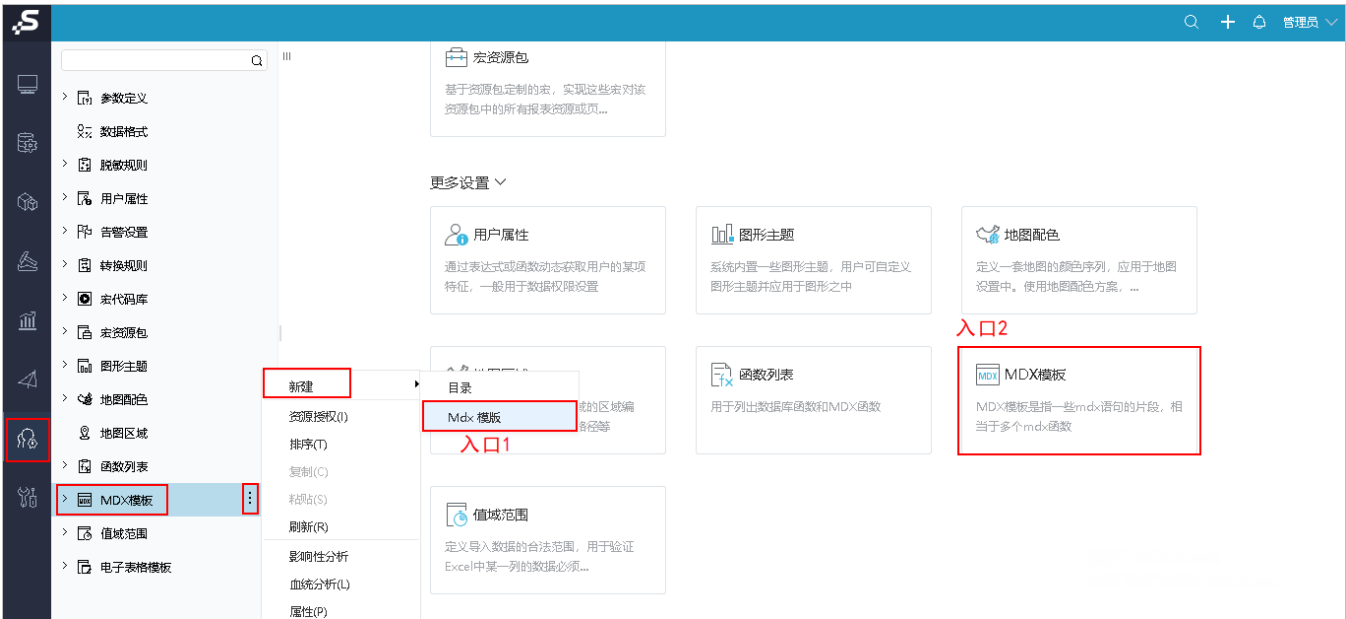 管理员
参数定义
数据格式
脱敏规则
用户属性
告警设置
转换规则
宏代码库
宏资源包
图形主题
地图配色
地图区域
函数列表
MDX模板
值域范围
电子表格模板
新建
资源授权(I)
排序(T)
复制(C)
粘贴(S)
刷新(R)
影响性分析
血统分析(L)
属性(P)
目录
Mdx 模版
入口1
宏资源包
基于资源包定制的宏，实现这些宏对该
资源包中的所有报表资源或页...
更多设置
用户属性
通过表达式或函数动态获取用户的某项
特征，一般用于数据权限设置
图形主题
系统内置一些图形主题，用户可自定义
图形主题并应用于图形之中
地图配色
定义一套地图的颜色序列，应用于地图
设置中。使用地图配色方案，...
入口2
域的区域编
函数列表
用于列出数据库函数和MDX函数
MDX MDX模板
MDX模板是指一些mdx语句的片段，相
当于多个mdx函数
值域范围
定义导入数据的合法范围，用于验证
Excel中某一列的数据必须...